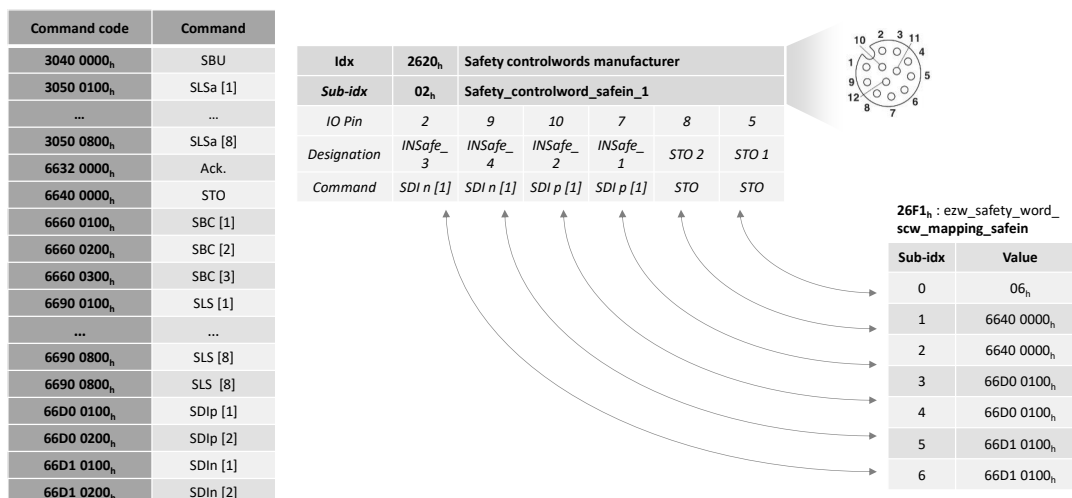 Command code Command
3040 0000h SBU
3050 0100h SLSa [1]
... ...
3050 0800h SLSa [8]
6632 0000h Ack.
6640 0000h STO
6660 0100h SBC [1]
6660 0200h SBC [2]
6660 0300h SBC [3]
6690 0100h SLS [1]
... ...
6690 0800h SLS [8]
6690 0800h SLS [8]
66D0 0100h SDIp [1]
66D0 0200h SDIp [2]
66D1 0100h SDIn [1]
66D1 0200h SDIn [2]
Idx 2620h Safety controlwords manufacturer
Sub-idx 02h Safety_controlword_safein_1
IO Pin 2 9 10 7 8 5
Designation INSafe_3 INSafe_4 INSafe_2 INSafe_1 STO 2 STO 1
Command SDI n [1] SDI n [1] SDI p [1] SDI p [1] STO STO
10 2 3 11
1 4
9 5
12 6
8 7
26F1h : ezw_safety_word_
scw_mapping_safein
Sub-idx Value
0 06h
1 6640 0000h
2 6640 0000h
3 66D0 0100h
4 66D0 0100h
5 66D1 0100h
6 66D1 0100h